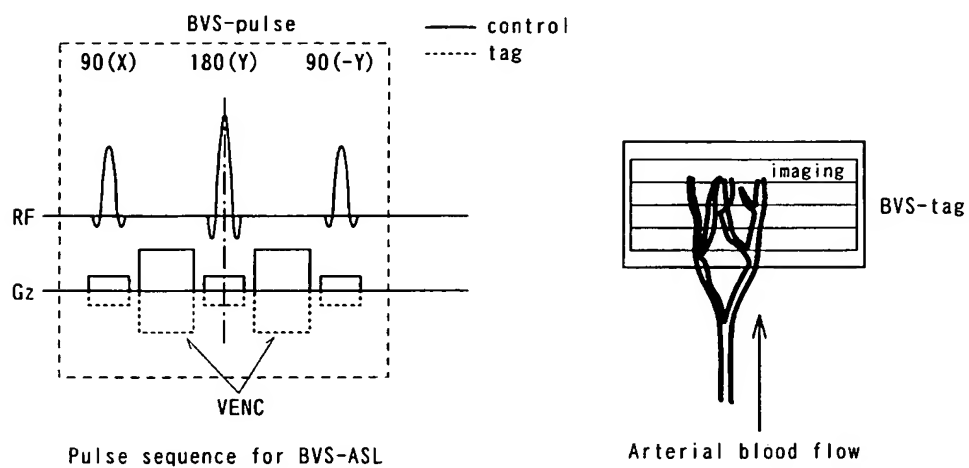 BVS-pulse
control
tag
90(X) 180(Y) 90(-Y)
RF
Gz
VENC
Pulse sequence for BVS-ASL
imaging
BVS-tag
Arterial blood flow